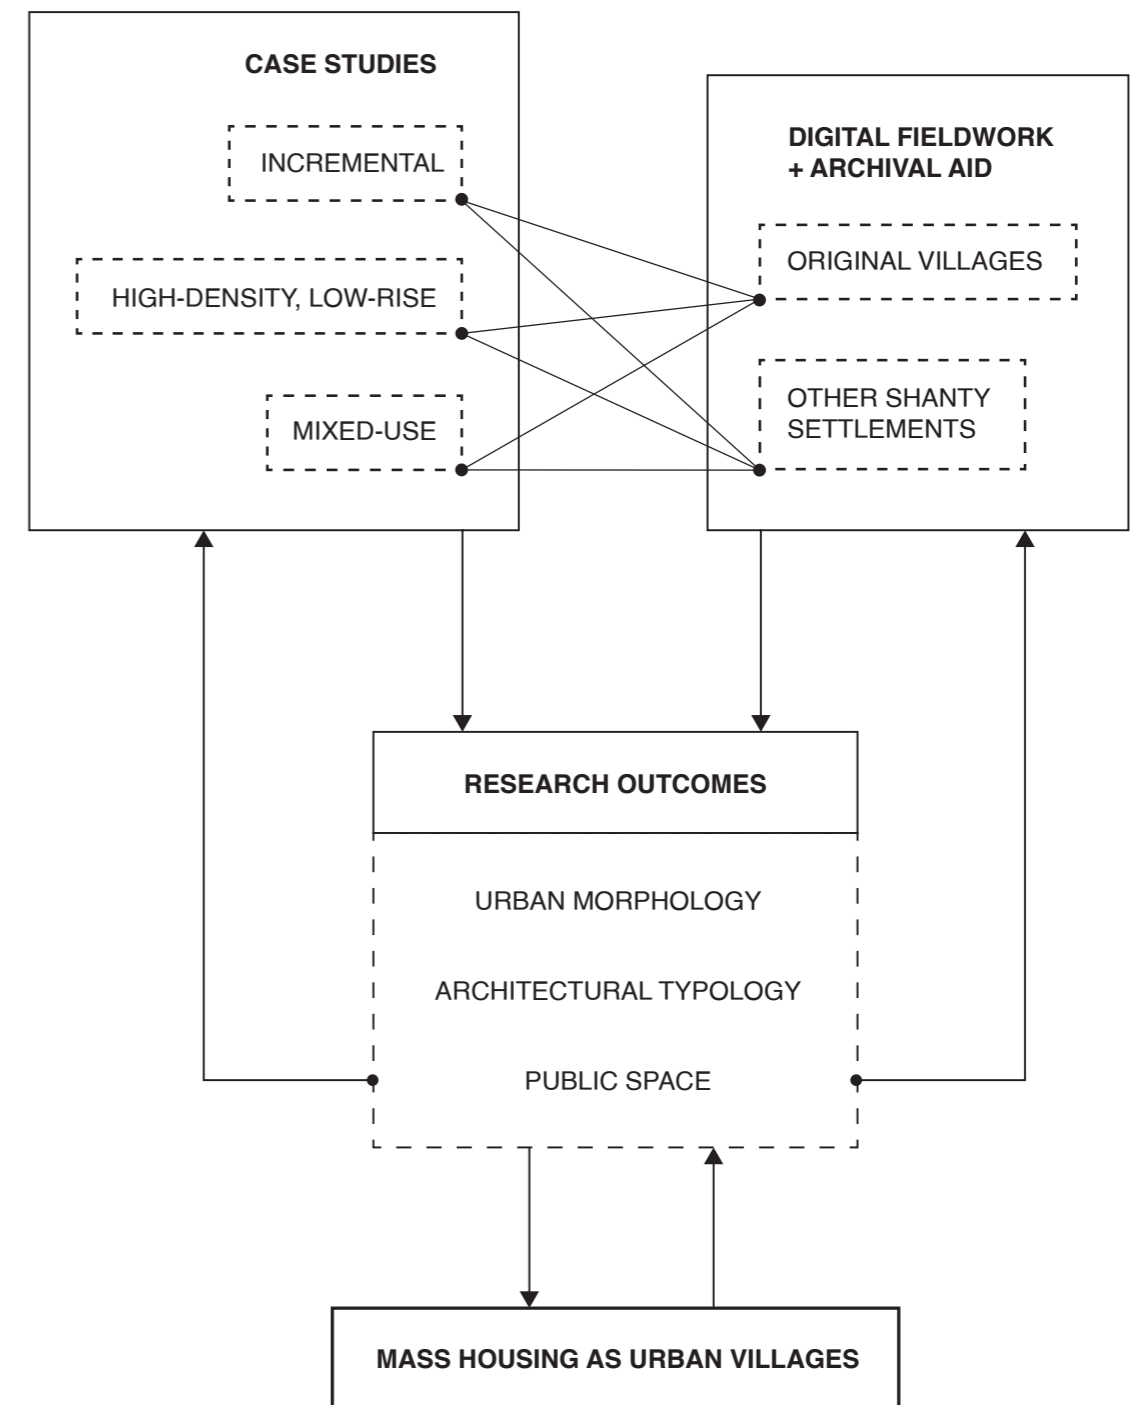 CASE STUDIES
INCREMENTAL
HIGH-DENSITY, LOW-RISE
MIXED-USE
DIGITAL FIELDWORK
+ ARCHIVAL AID
ORIGINAL VILLAGES
OTHER SHANTY
SETTLEMENTS
RESEARCH OUTCOMES
URBAN MORPHOLOGY
ARCHITECTURAL TYPOLOGY
PUBLIC SPACE
MASS HOUSING AS URBAN VILLAGES